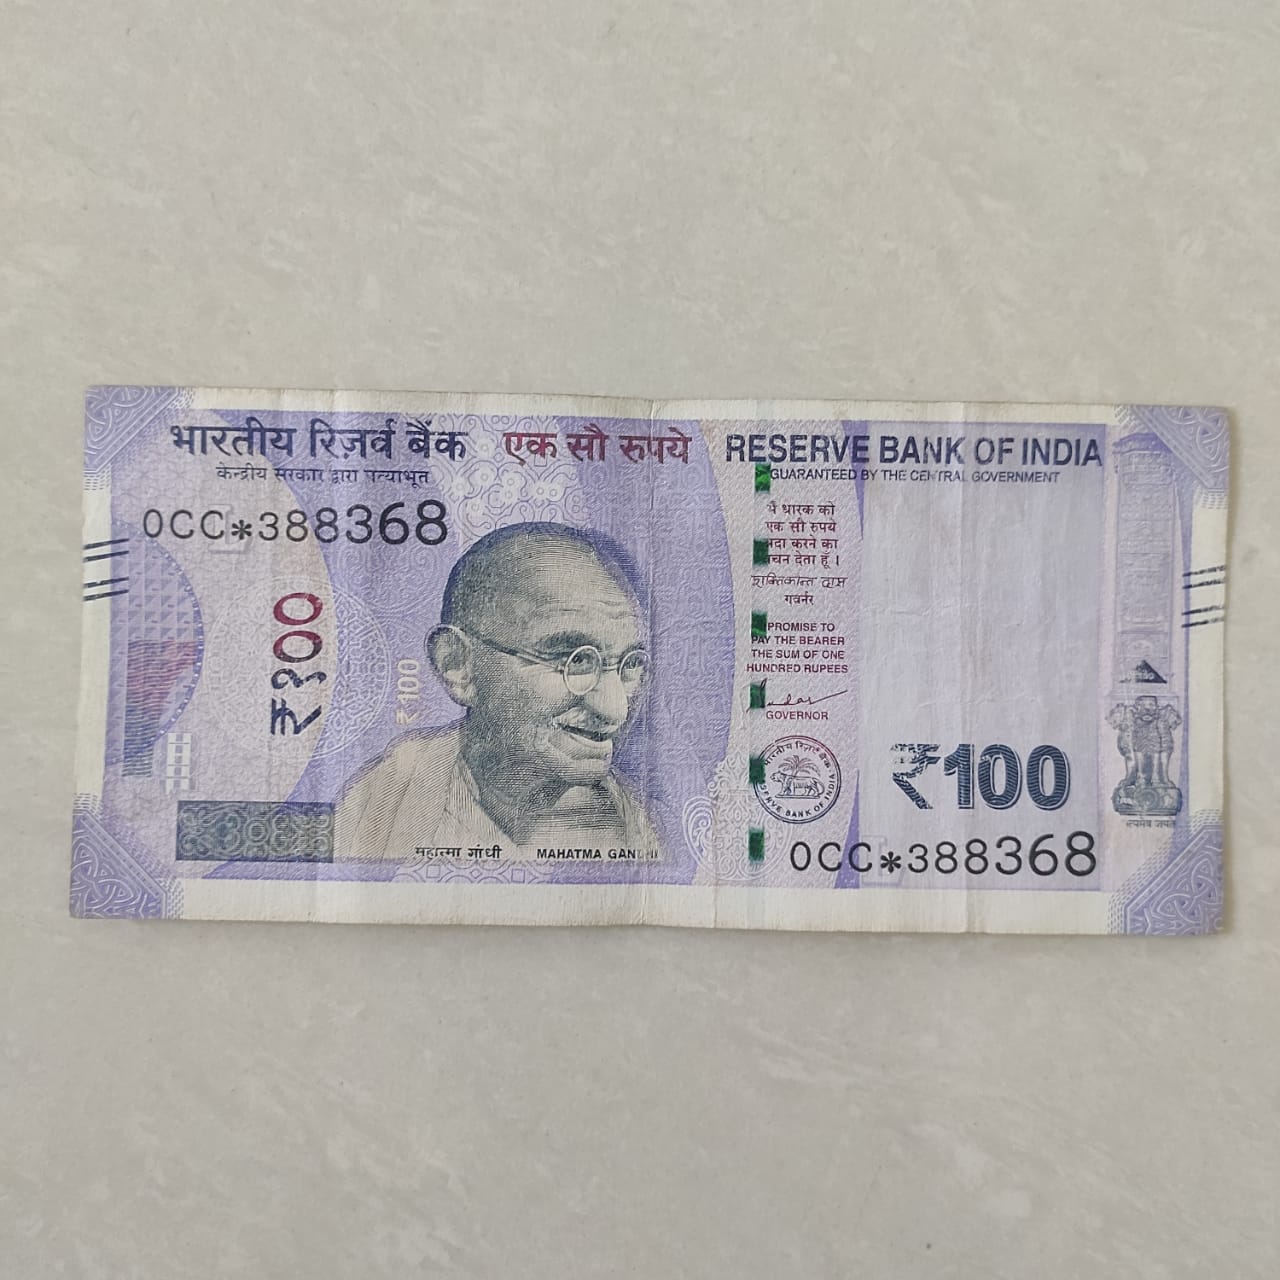 भारतीय रिज़र्व बैंक
केन्द्रीय सरकार द्वारा प्रत्याभूत
एक सौ रुपये
RESERVE BANK OF INDIA
GUARANTEED BY THE CENTRAL GOVERNMENT
0CC*388368
₹१००
₹100
मैं धारक को
एक सौ रुपये
अदा करने का
वचन देता हूँ ।
शक्तिकान्त दास
गवर्नर
PROMISE TO
PAY THE BEARER
THE SUM OF ONE
HUNDRED RUPEES
GOVERNOR
भारतीय रिज़र्व बैंक
RESERVE BANK OF INDIA
₹100
सत्यमेव जयते
महात्मा गांधी
MAHATMA GANDHI
0CC*388368